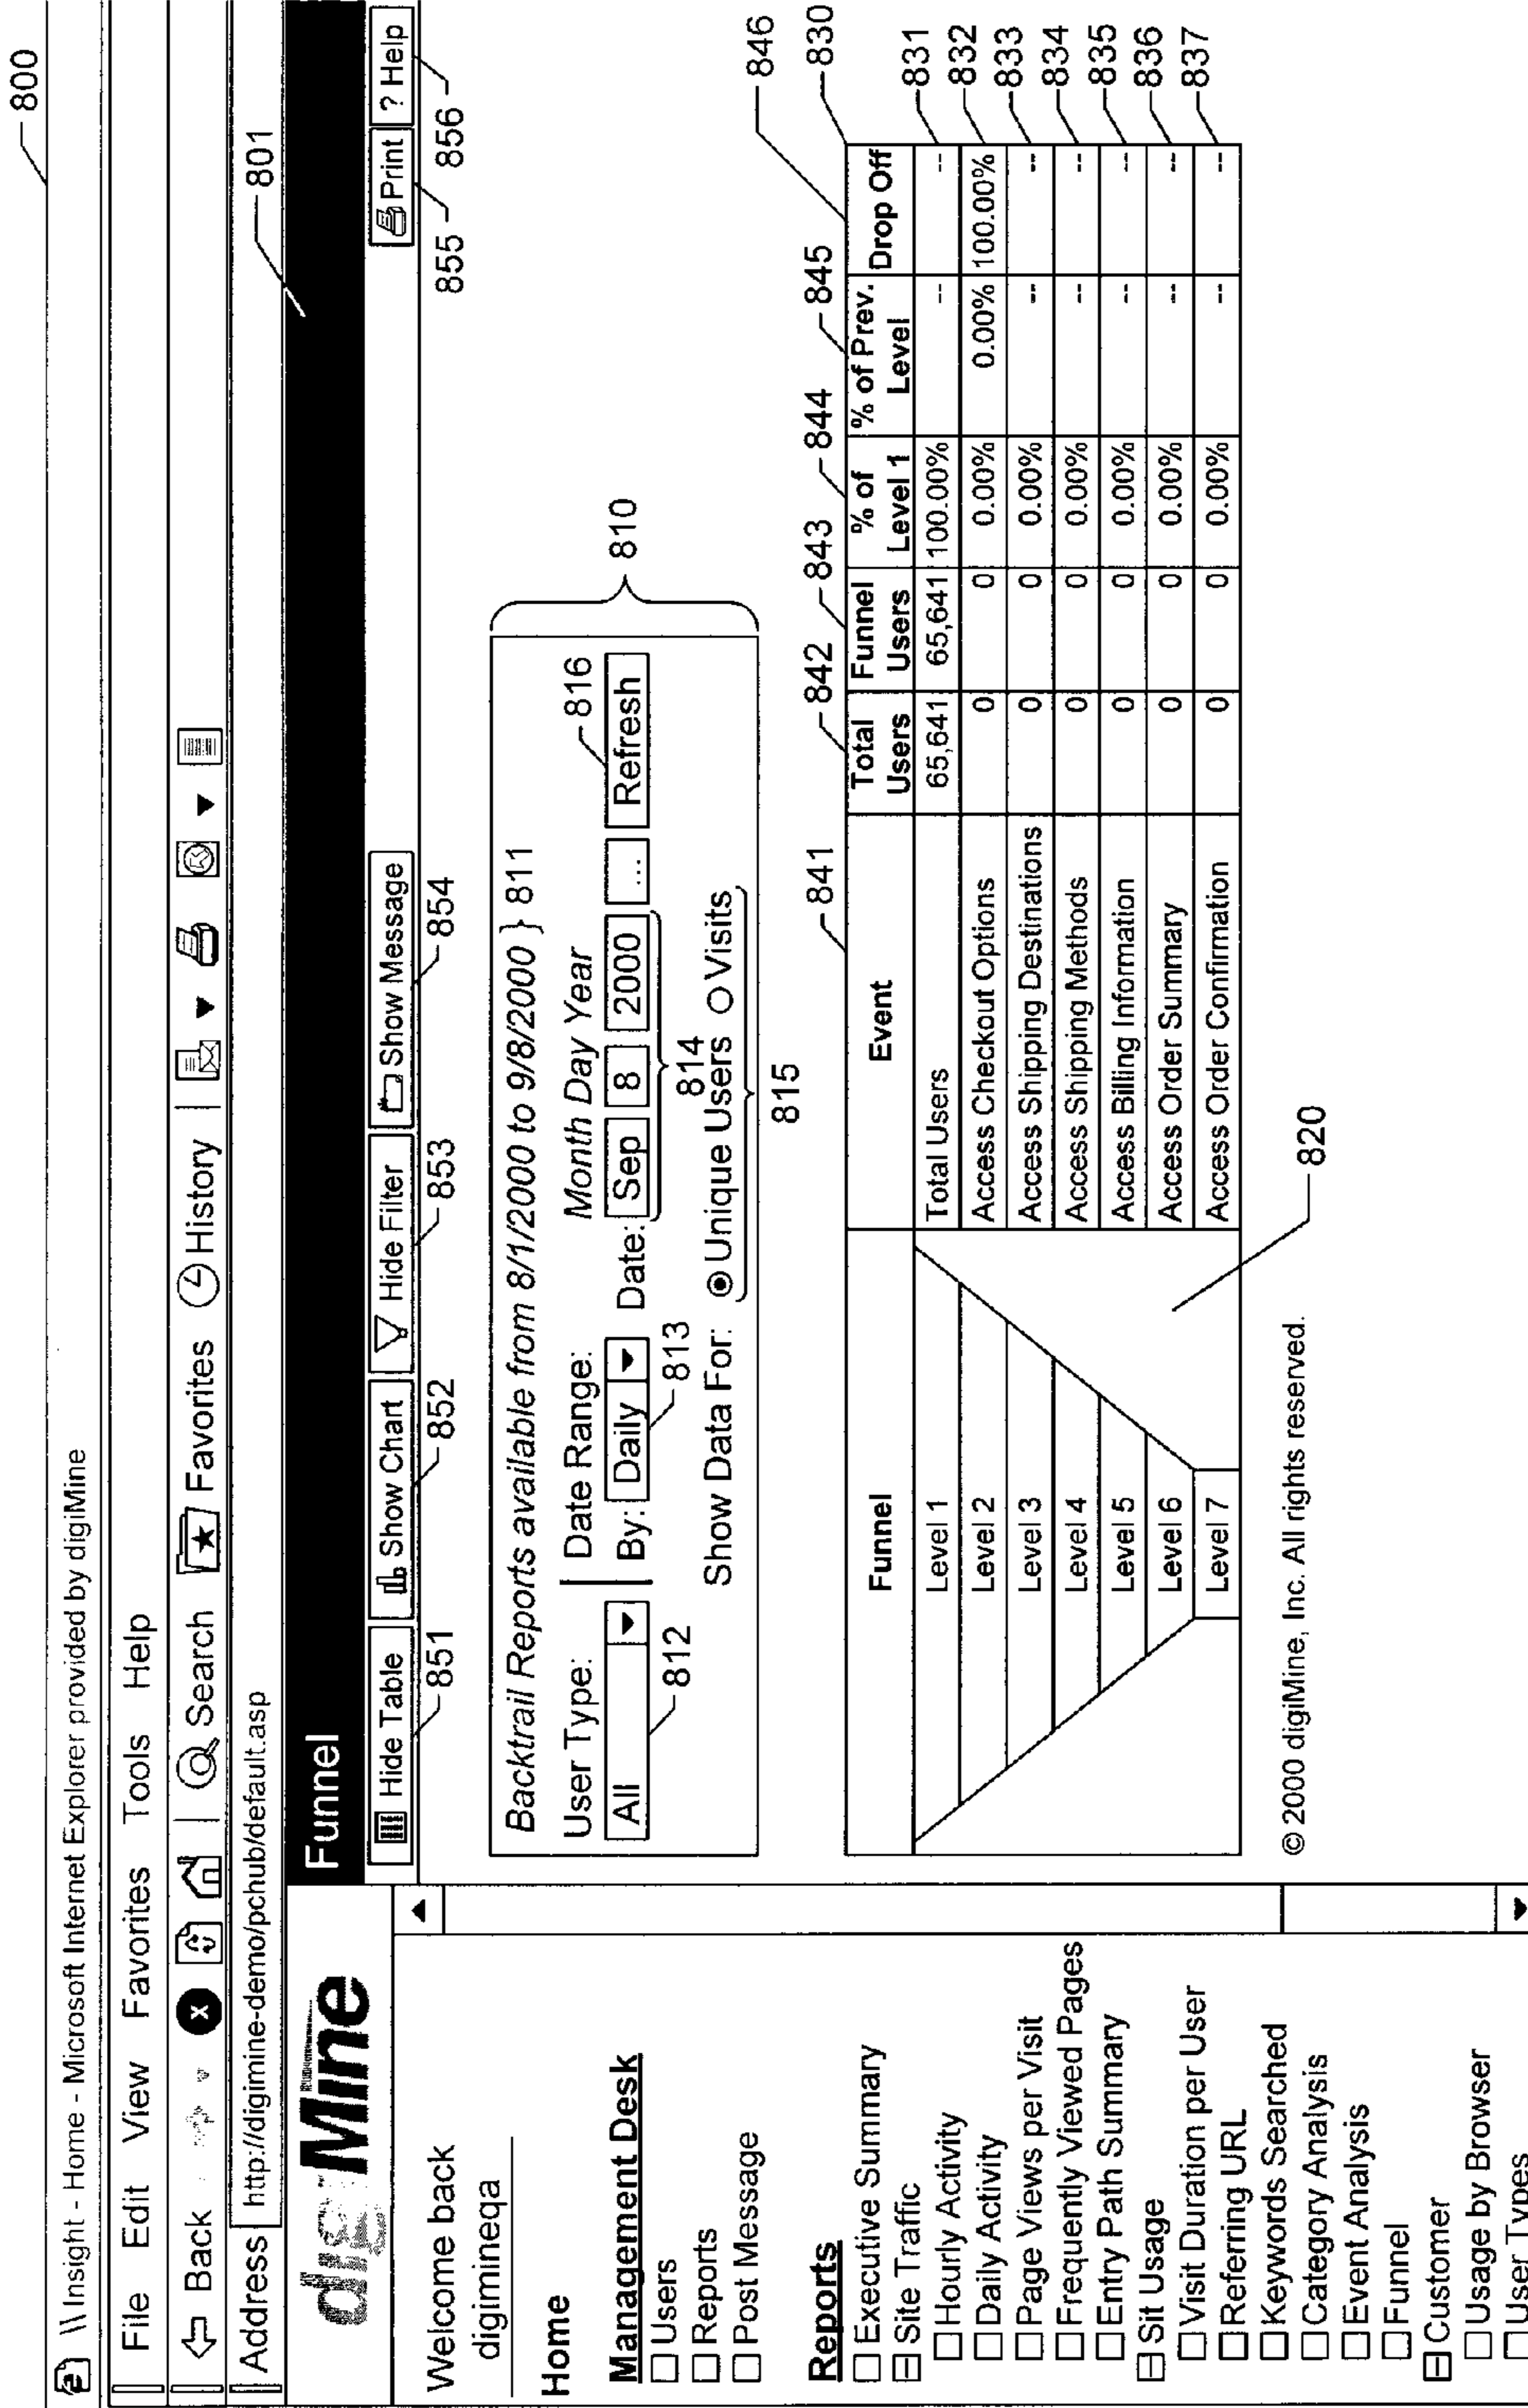 800
\\ Insight - Home - Microsoft Internet Explorer provided by digiMine
File Edit View Favorites Tools Help
Back Search Favorites History
Address http://digimine-demo/pchub/default.asp
801
digiMine
Welcome back
digimineqa
Home
Management Desk
Users
Reports
Post Message
Reports
Executive Summary
Site Traffic
Hourly Activity
Daily Activity
Page Views per Visit
Frequently Viewed Pages
Entry Path Summary
Sit Usage
Visit Duration per User
Referring URL
Keywords Searched
Category Analysis
Event Analysis
Funnel
Customer
Usage by Browser
User Types
Funnel
Hide Table Show Chart Hide Filter Show Message Print ? Help
851 852 853 854 855 856
Backtrail Reports available from 8/1/2000 to 9/8/2000 } 811
User Type: Date Range: Month Day Year
All By: Daily Date: Sep 8 2000 ... Refresh
812 813 814 816
Show Data For: Unique Users Visits
815
810
841 842 843 844 845 846
830
Funnel Event Total Users Funnel Users % of Level 1 % of Prev. Level Drop Off
Level 1 Total Users 65,641 65,641 100.00% -- -- 831
Level 2 Access Checkout Options 0 0 0.00% 0.00% 100.00% 832
Level 3 Access Shipping Destinations 0 0 0.00% -- -- 833
Level 4 Access Shipping Methods 0 0 0.00% -- -- 834
Level 5 Access Billing Information 0 0 0.00% -- -- 835
Level 6 Access Order Summary 0 0 0.00% -- -- 836
Level 7 Access Order Confirmation 0 0 0.00% -- -- 837
820
© 2000 digiMine, Inc. All rights reserved.